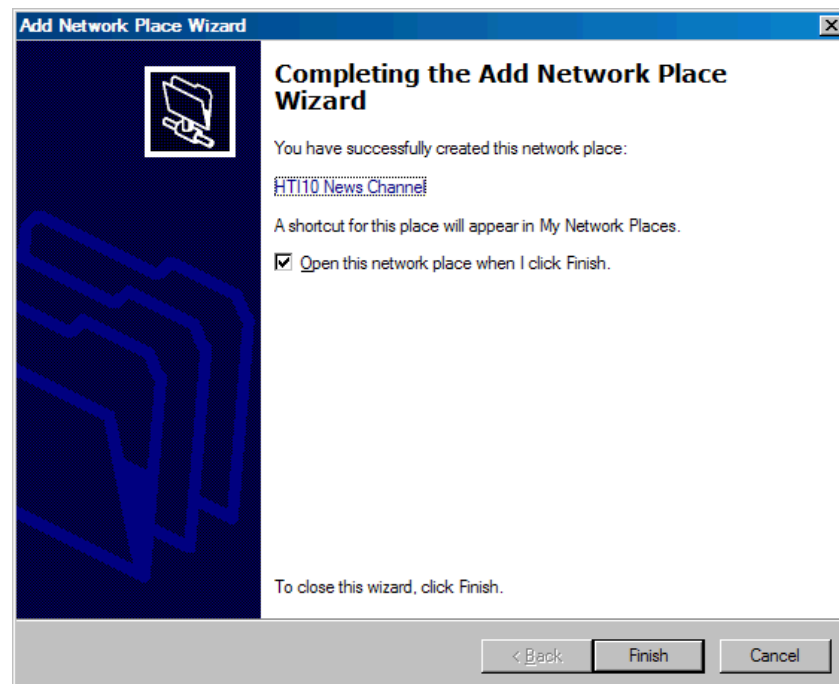 Add Network Place Wizard
Completing the Add Network Place
Wizard
You have successfully created this network place:
HTI10 News Channel
A shortcut for this place will appear in My Network Places.
Open this network place when I click Finish.
To close this wizard, click Finish.
< Back
Finish
Cancel